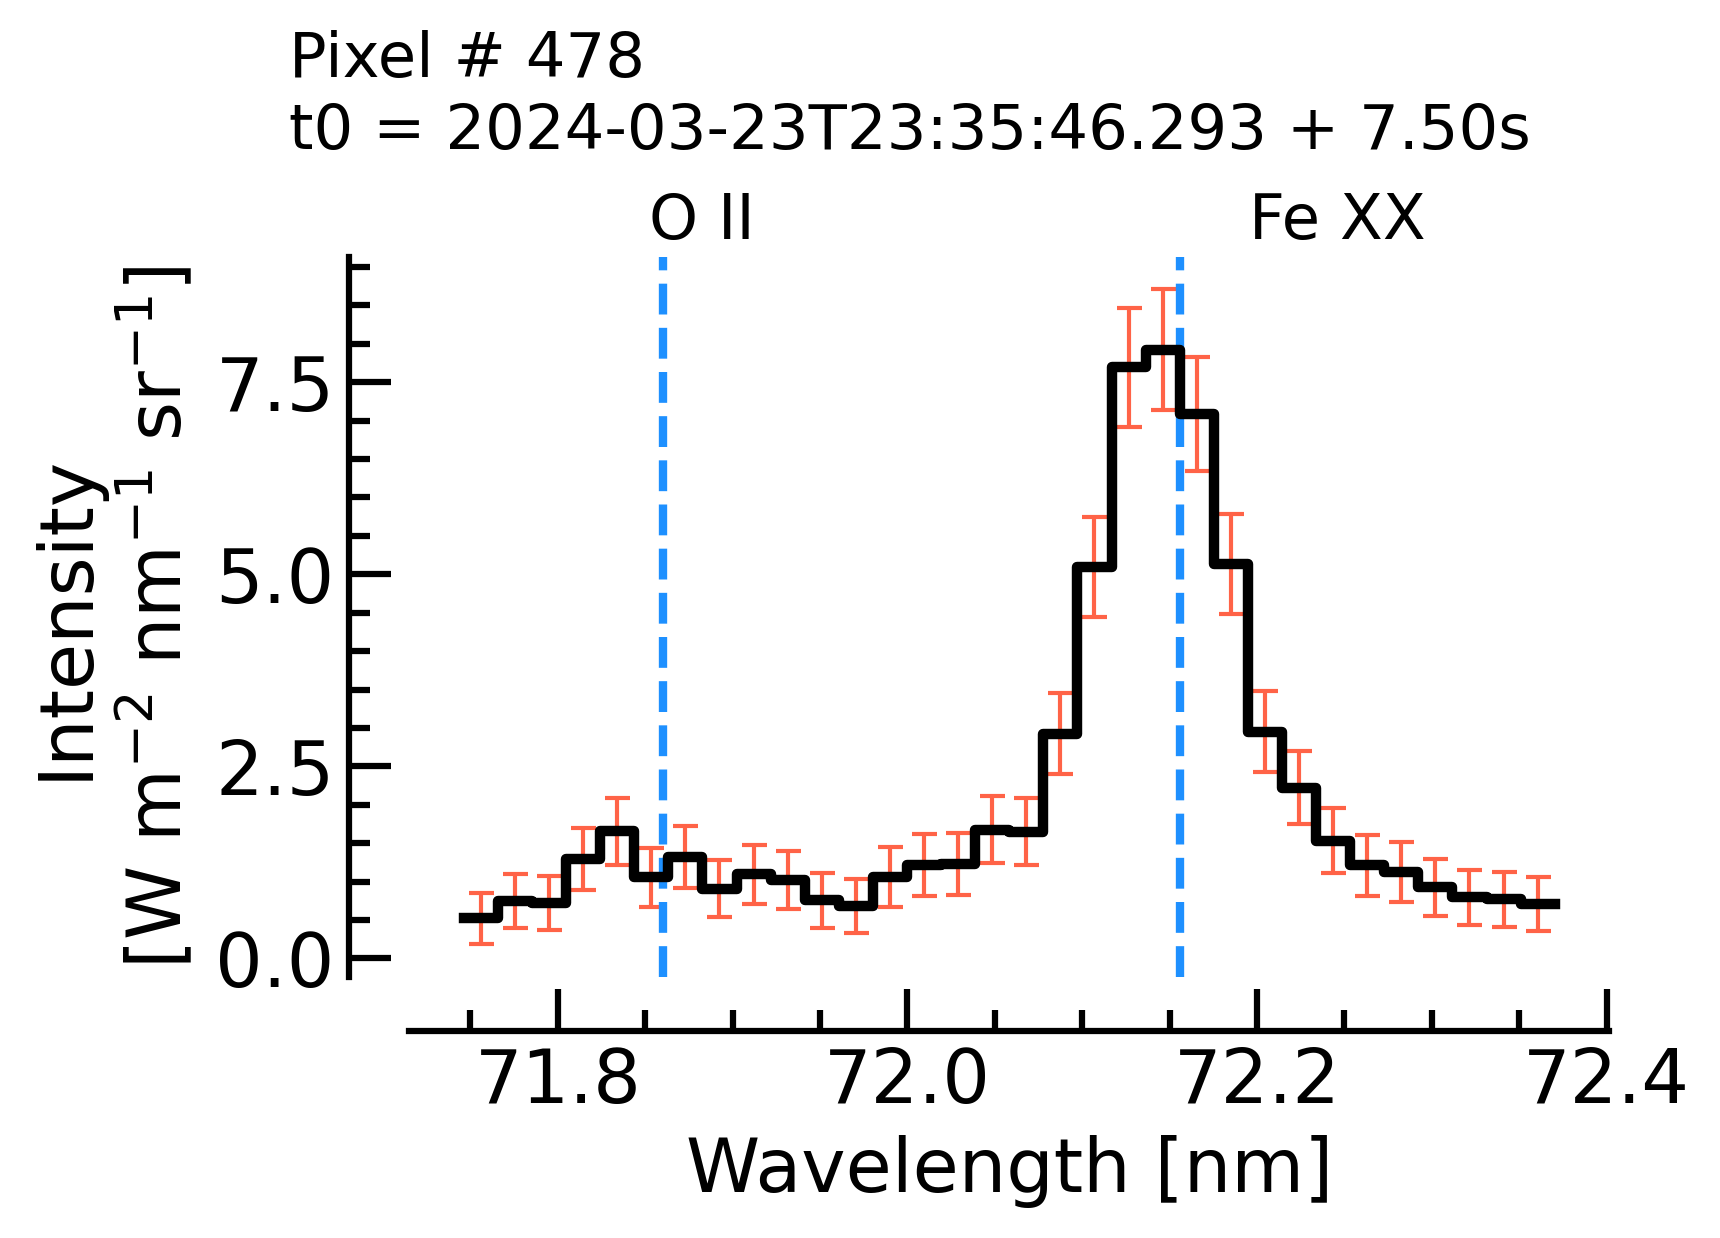 Pixel # 478
t0 = 2024-03-23T23:35:46.293 + 7.50s
O II
Fe XX
Intensity
[W m⁻² nm⁻¹ sr⁻¹]
7.5
5.0
2.5
0.0
71.8
72.0
72.2
72.4
Wavelength [nm]